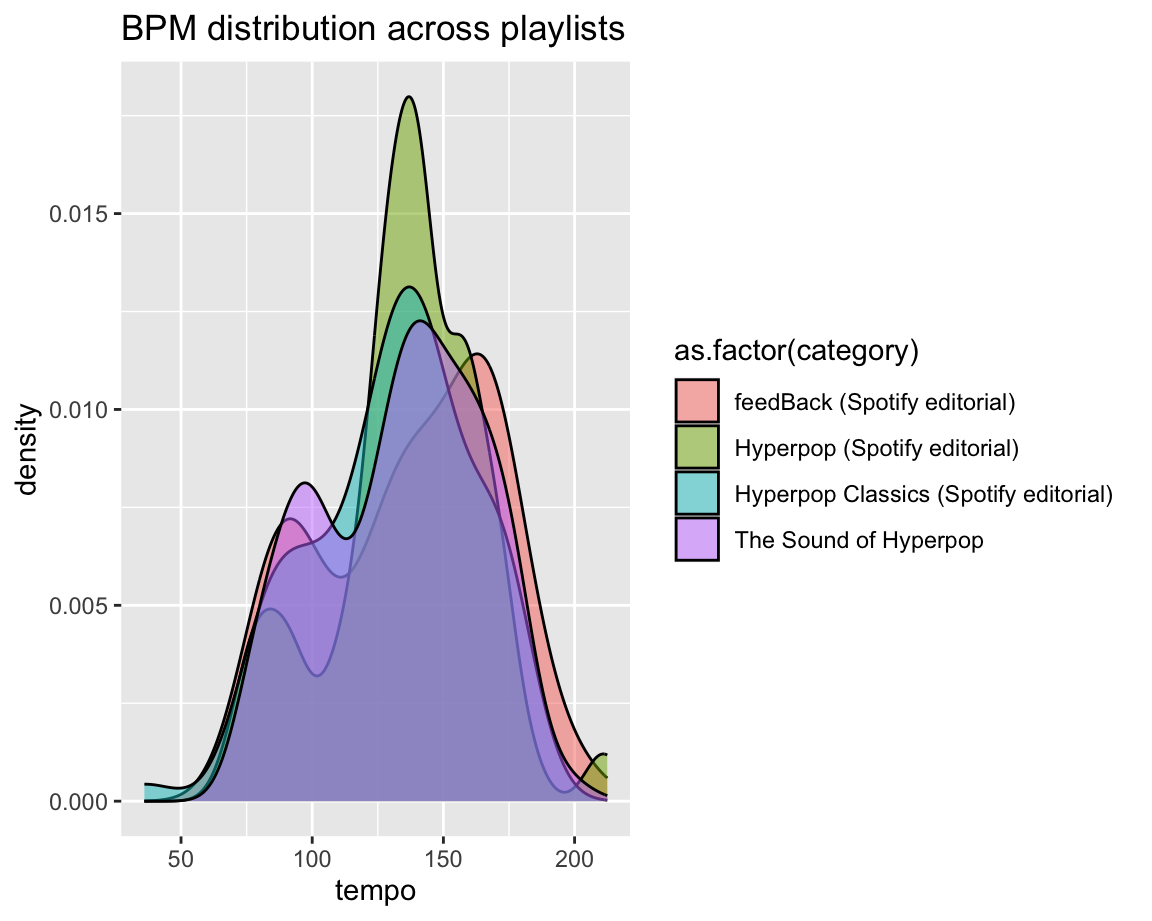 BPM distribution across playlists
density
0.015
0.010
0.005
0.000
50 100 150 200
tempo
as.factor(category)
feedBack (Spotify editorial)
Hyperpop (Spotify editorial)
Hyperpop Classics (Spotify editorial)
The Sound of Hyperpop